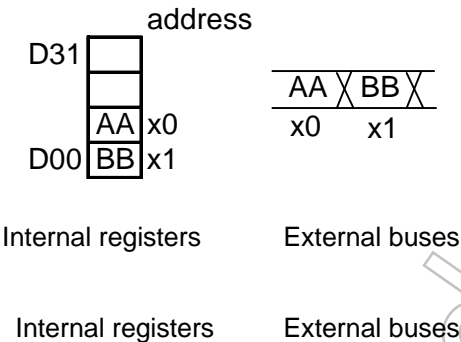 address
D31
AA BB
x0 x1
AA x0
D00 BB x1
Internal registers External buses
Internal registers External buses